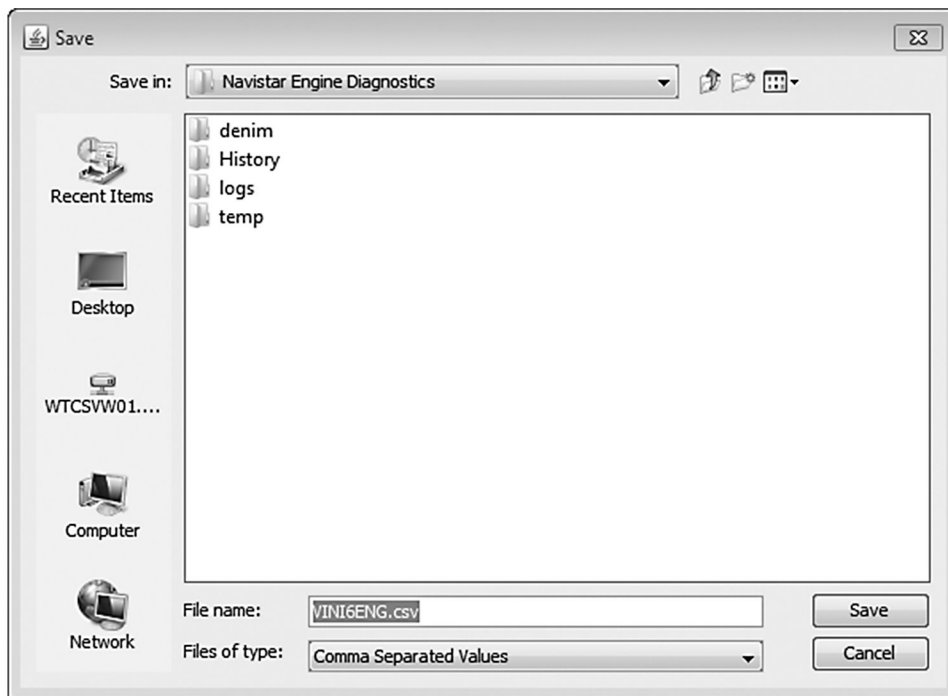 Save
Save in: Navistar Engine Diagnostics
denim
History
logs
temp
Recent Items
Desktop
WTCSVW01....
Computer
Network
File name: VINI6ENG.csv
Save
Files of type: Comma Separated Values
Cancel